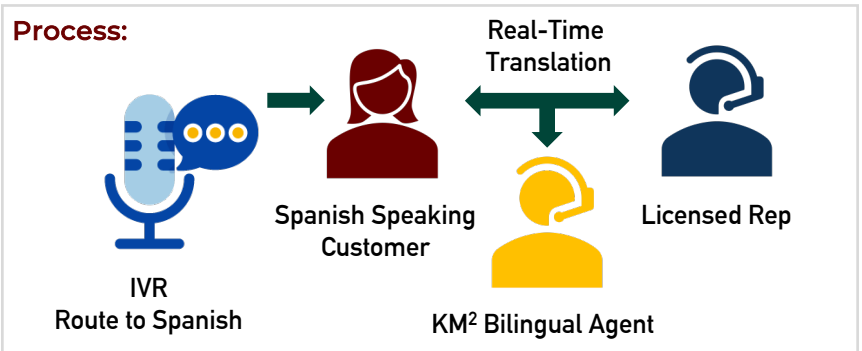 Process:
Real-Time
Translation
Spanish Speaking
Customer
Licensed Rep
IVR
Route to Spanish
KM² Bilingual Agent